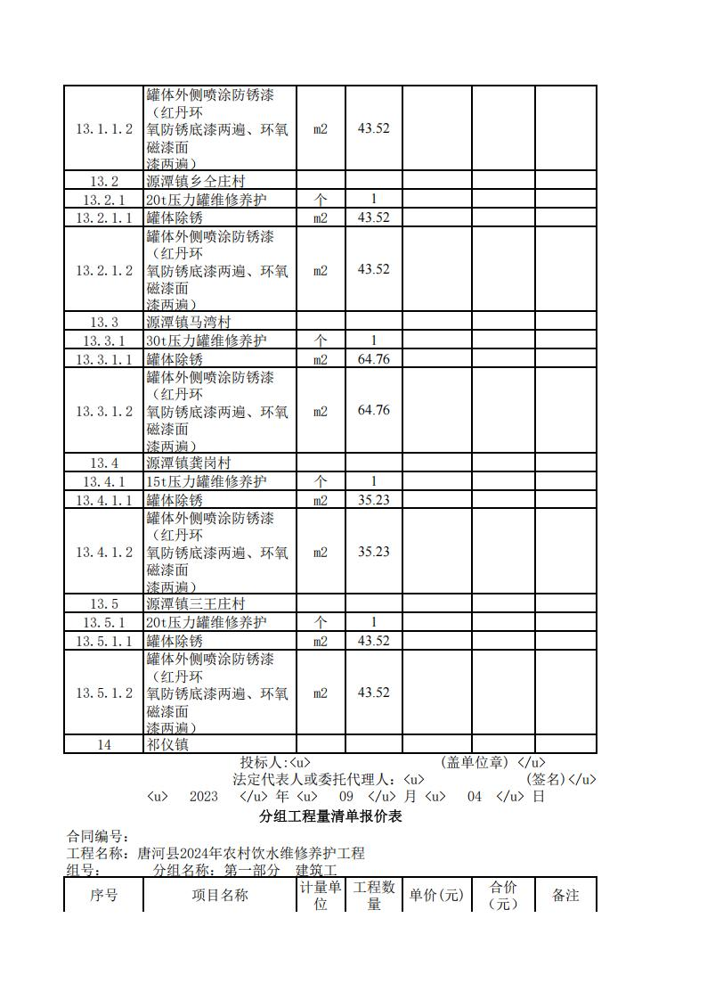 罐体外侧喷涂防锈漆
（红丹环
13.1.1.2 氧防锈底漆两遍、环氧 m2 43.52
磁漆面
漆两遍）
13.2 源潭镇乡仝庄村
13.2.1 20t压力罐维修养护 个 1
13.2.1.1 罐体除锈 m2 43.52
罐体外侧喷涂防锈漆
（红丹环
13.2.1.2 氧防锈底漆两遍、环氧 m2 43.52
磁漆面
漆两遍）
13.3 源潭镇马湾村
13.3.1 30t压力罐维修养护 个 1
13.3.1.1 罐体除锈 m2 64.76
罐体外侧喷涂防锈漆
（红丹环
13.3.1.2 氧防锈底漆两遍、环氧 m2 64.76
磁漆面
漆两遍）
13.4 源潭镇龚岗村
13.4.1 15t压力罐维修养护 个 1
13.4.1.1 罐体除锈 m2 35.23
罐体外侧喷涂防锈漆
（红丹环
13.4.1.2 氧防锈底漆两遍、环氧 m2 35.23
磁漆面
漆两遍）
13.5 源潭镇三王庄村
13.5.1 20t压力罐维修养护 个 1
13.5.1.1 罐体除锈 m2 43.52
罐体外侧喷涂防锈漆
（红丹环
13.5.1.2 氧防锈底漆两遍、环氧 m2 43.52
磁漆面
漆两遍）
14 祁仪镇
投标人:<u> (盖单位章) </u>
法定代表人或委托代理人：<u> (签名)</u>
<u> 2023 </u> 年 <u> 09 </u> 月 <u> 04 </u> 日
分组工程量清单报价表
合同编号:
工程名称: 唐河县2024年农村饮水维修养护工程
组号: 分组名称: 第一部分 建筑工
序号 项目名称 计量单位 工程数量 单价(元) 合价（元） 备注